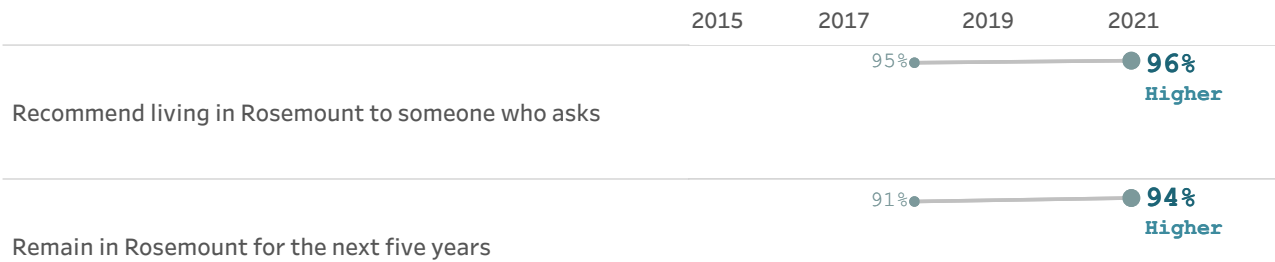 2015 2017 2019 2021
95% 96%
Higher
Recommend living in Rosemount to someone who asks
91% 94%
Higher
Remain in Rosemount for the next five years